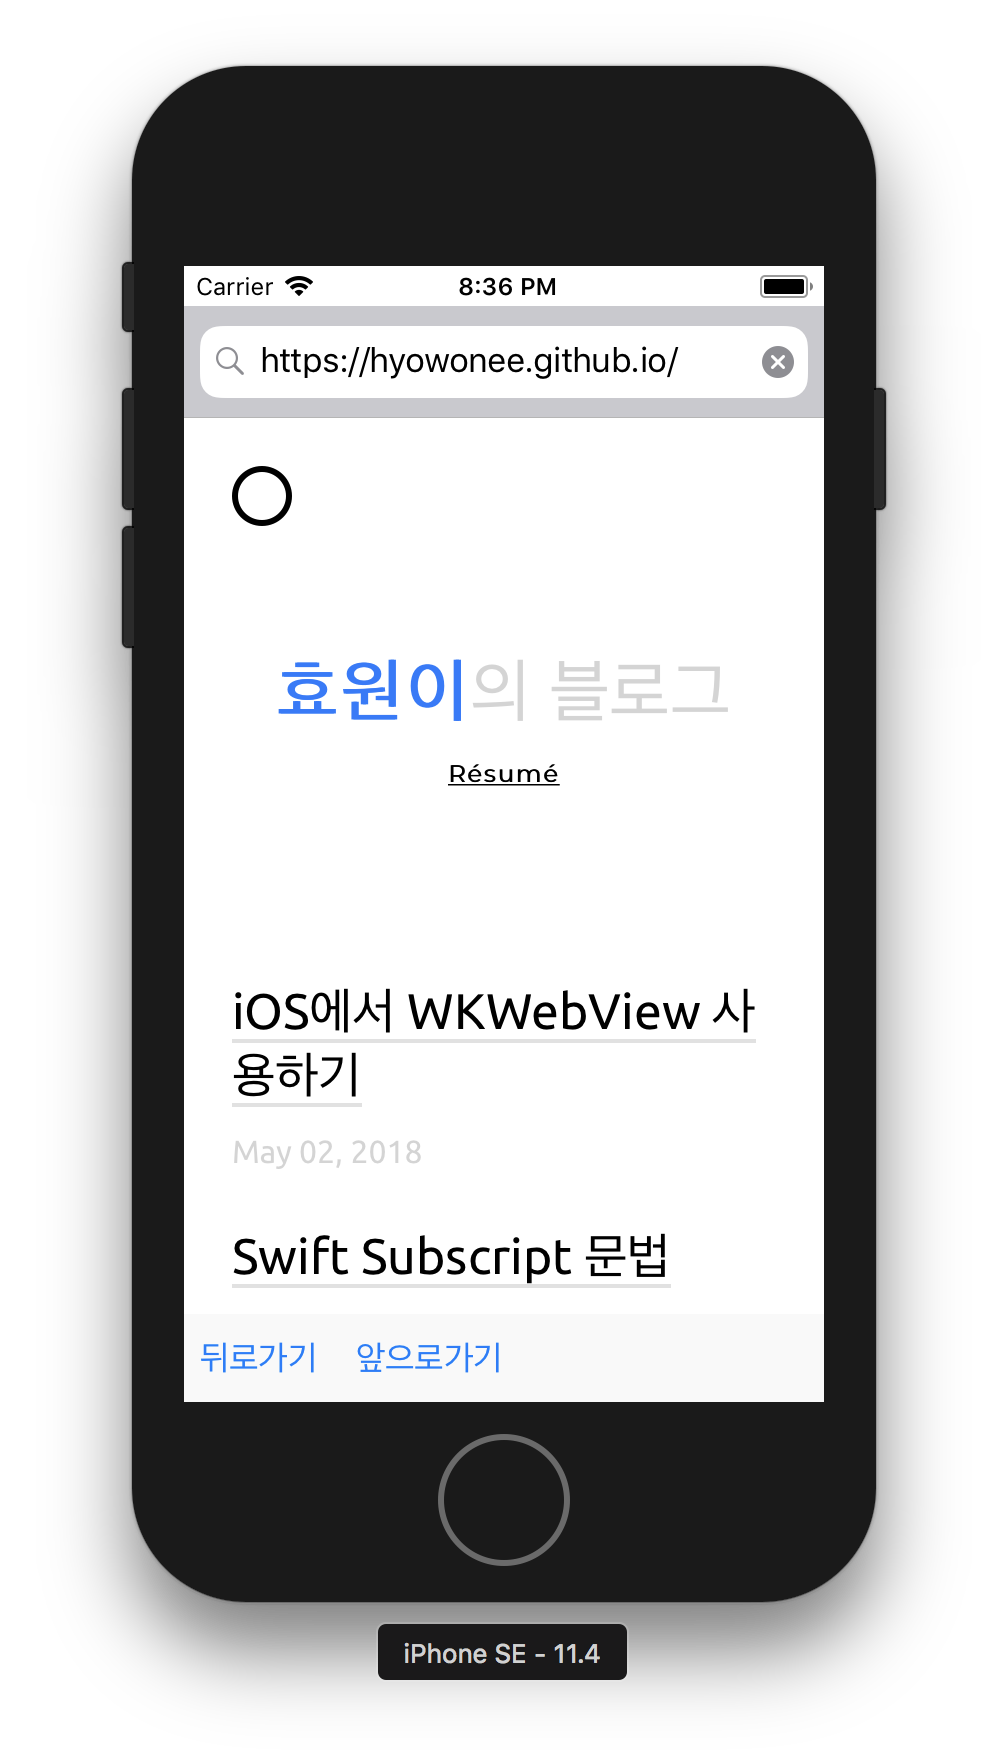 Carrier 8:36 PM
https://hyowonee.github.io/
효원이의 블로그
Résumé
iOS에서 WKWebView 사
용하기
May 02, 2018
Swift Subscript 문법
뒤로가기 앞으로가기
iPhone SE - 11.4